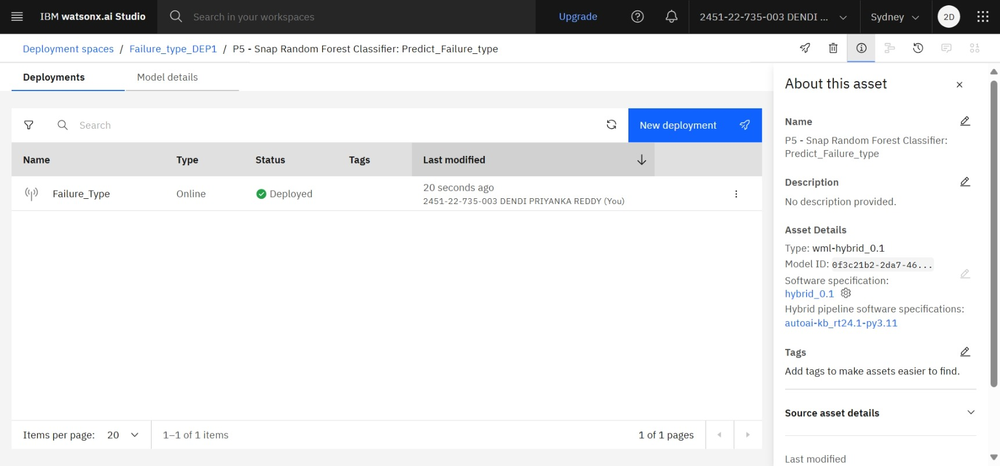 IBM watsonx.ai Studio
Search in your workspaces
Upgrade
2451-22-735-003 DENDI ...
Sydney
2D
Deployment spaces / Failure_type_DEP1 / P5 - Snap Random Forest Classifier: Predict_Failure_type
Deployments
Model details
Search
New deployment
Name Type Status Tags Last modified
Failure_Type Online Deployed 20 seconds ago
2451-22-735-003 DENDI PRIYANKA REDDY (You)
Items per page: 20
1–1 of 1 items
1 of 1 pages
About this asset
Name
P5 - Snap Random Forest Classifier:
Predict_Failure_type
Description
No description provided.
Asset Details
Type: wml-hybrid_0.1
Model ID: 0f3c21b2-2da7-46...
Software specification:
hybrid_0.1
Hybrid pipeline software specifications:
autoai-kb_rt24.1-py3.11
Tags
Add tags to make assets easier to find.
Source asset details
Last modified